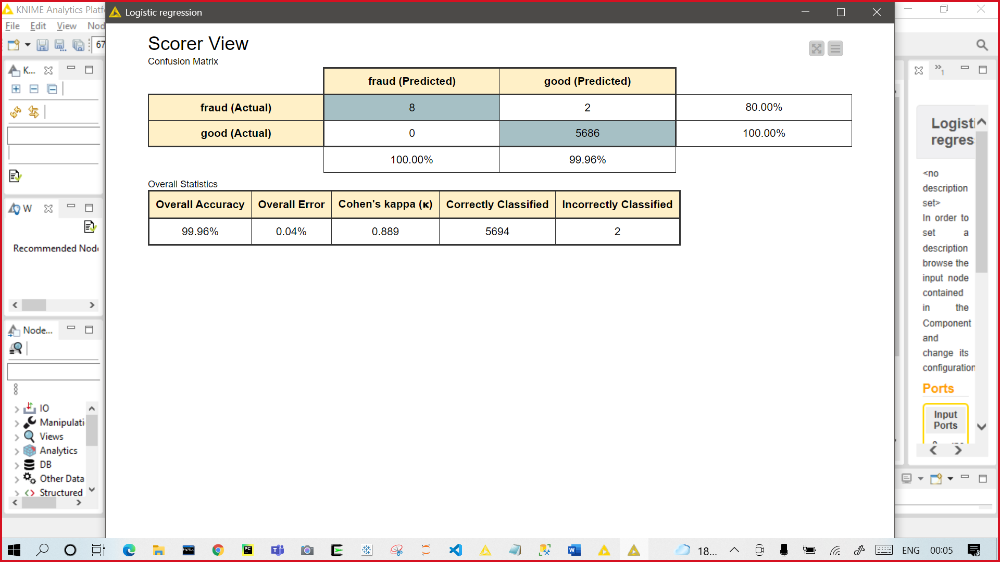 KNIME Analytics Platf
Logistic regression
File Edit View Nod
67
Scorer View
Confusion Matrix
fraud (Predicted) good (Predicted)
fraud (Actual) 8 2 80.00%
good (Actual) 0 5686 100.00%
100.00% 99.96%
Overall Statistics
Overall Accuracy Overall Error Cohen's kappa (κ) Correctly Classified Incorrectly Classified
99.96% 0.04% 0.889 5694 2
K...
W
Recommended Node
Node...
IO
Manipulati
Views
Analytics
DB
Other Data
Structured
»1
Logisti
regres
<no
description
set>
In order to
set a
description
browse the
input node
contained
in the
Component
and
change its
configuration
Ports
Input
Ports
18... ENG 00:05